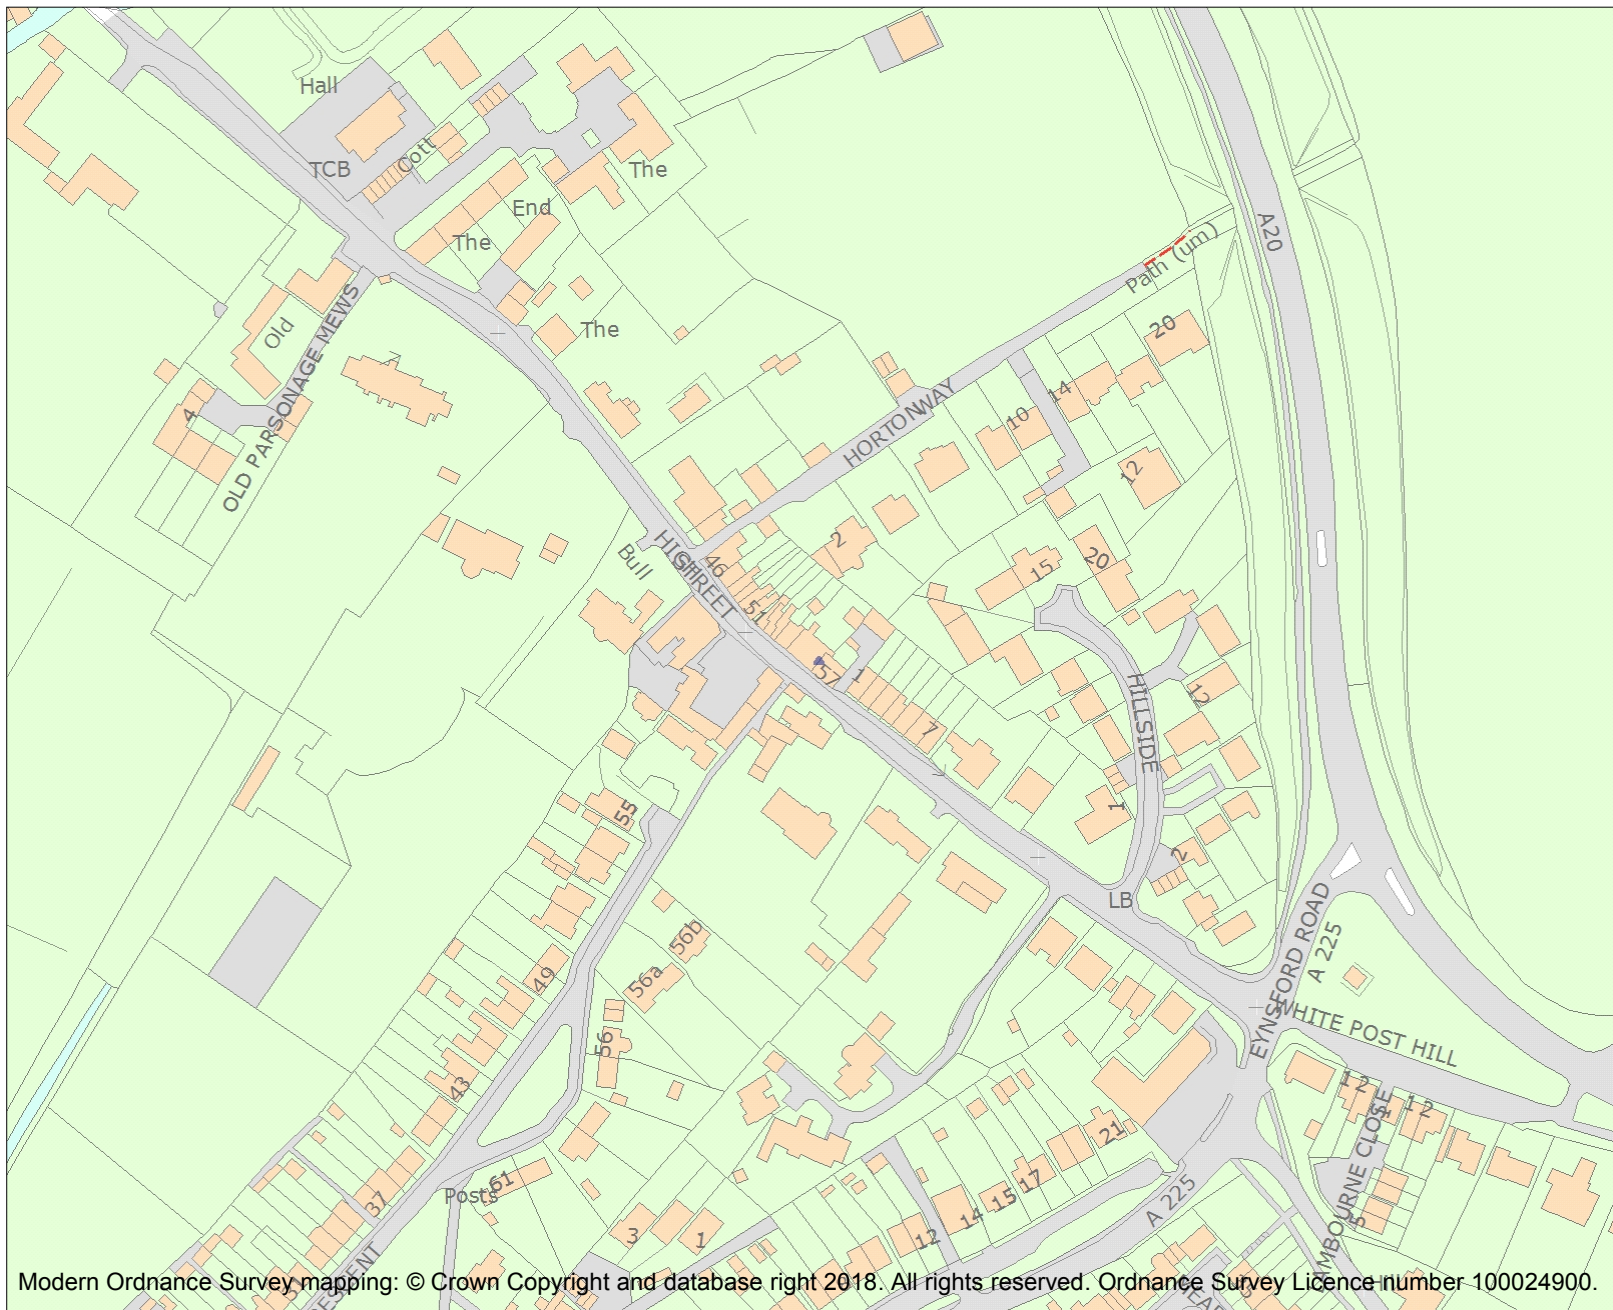 Hall
TCB
Cott
The
End
The
The
Old
OLD PARSONAGE MEWS
4
A20
Path (um)
20
HORTON WAY
14
10
12
2
HIGH
STREET
Bull
46
51
57
1
7
15
20
HILLSIDE
12
1
2
LB
55
56b
56a
56
49
43
37
61
Posts
3
1
12
14
15
17
21
A 225
EYNSFORD ROAD
A 225
WHITE POST HILL
12
1
12
5
Modern Ordnance Survey mapping: © Crown Copyright and database right 2018. All rights reserved. Ordnance Survey Licence number 100024900.